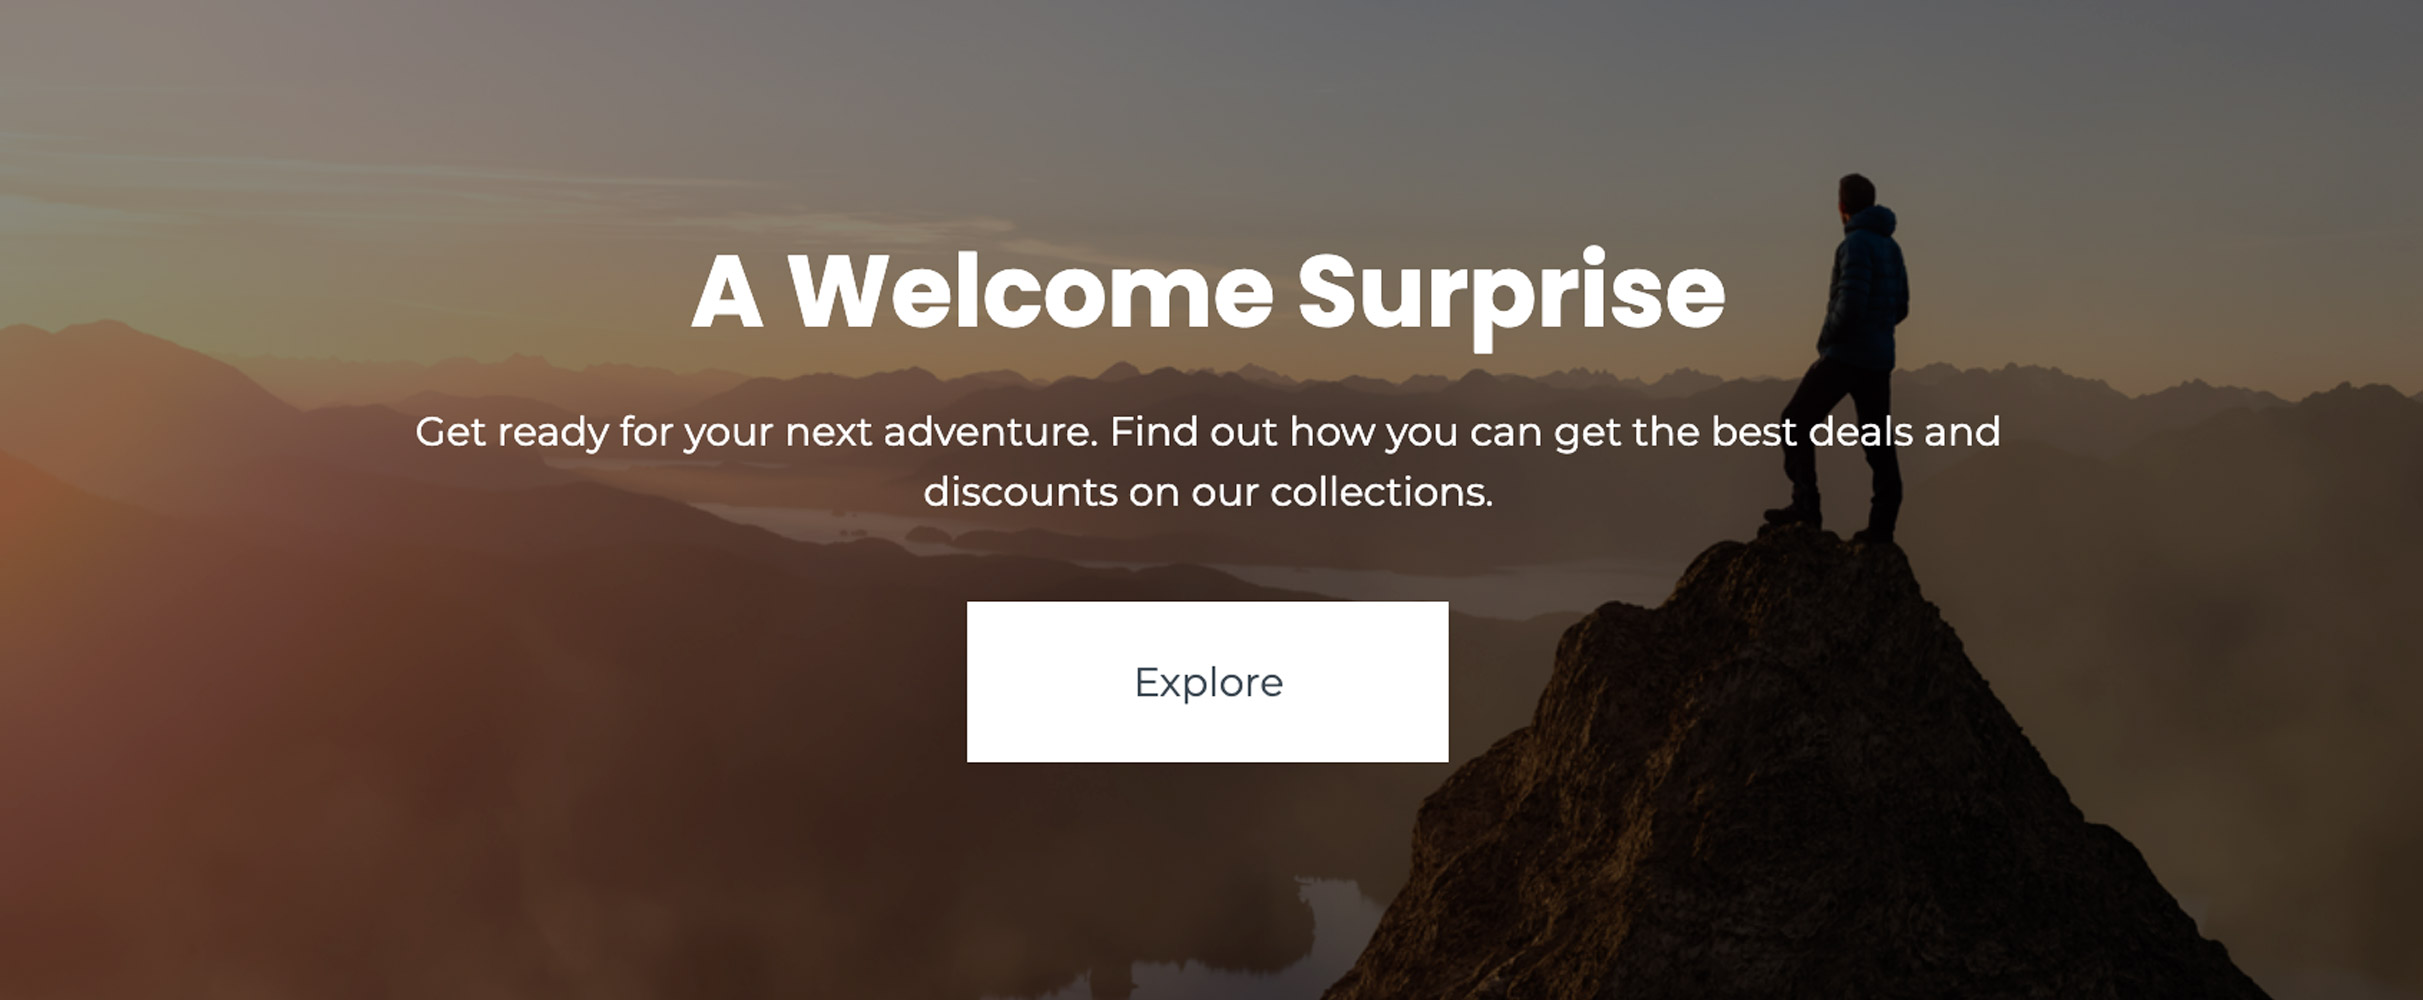 A Welcome Surprise
Get ready for your next adventure. Find out how you can get the best deals and
discounts on our collections.
Explore